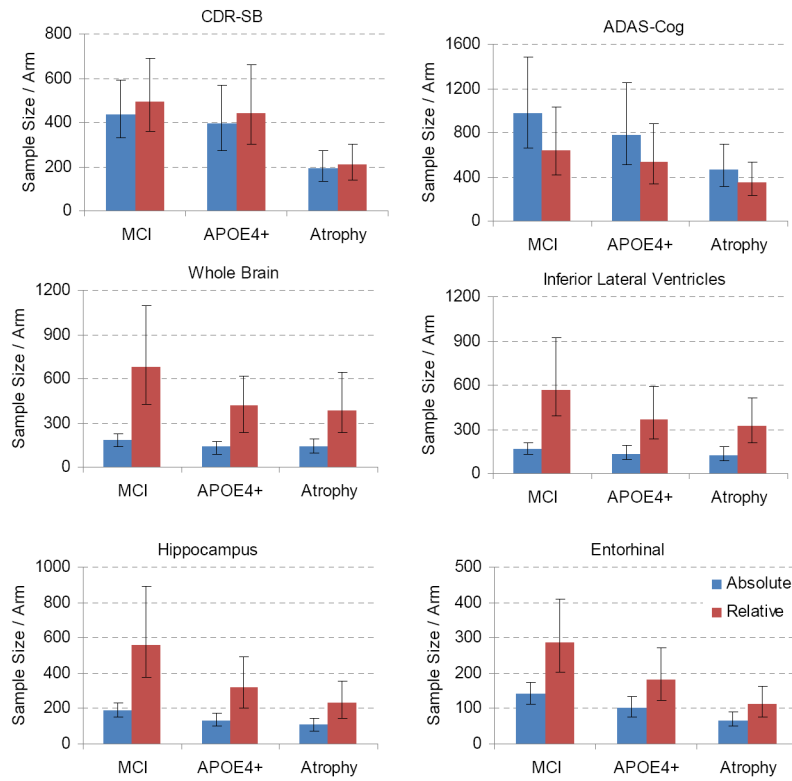 CDR-SB
Sample Size / Arm
800
600
400
200
0
MCI APOE4+ Atrophy
ADAS-Cog
Sample Size / Arm
1600
1200
800
400
0
MCI APOE4+ Atrophy
Whole Brain
Sample Size / Arm
1200
900
600
300
0
MCI APOE4+ Atrophy
Inferior Lateral Ventricles
Sample Size / Arm
1200
900
600
300
0
MCI APOE4+ Atrophy
Hippocampus
Sample Size / Arm
1000
800
600
400
200
0
MCI APOE4+ Atrophy
Entorhinal
Sample Size / Arm
500
400
300
200
100
0
Absolute
Relative
MCI APOE4+ Atrophy